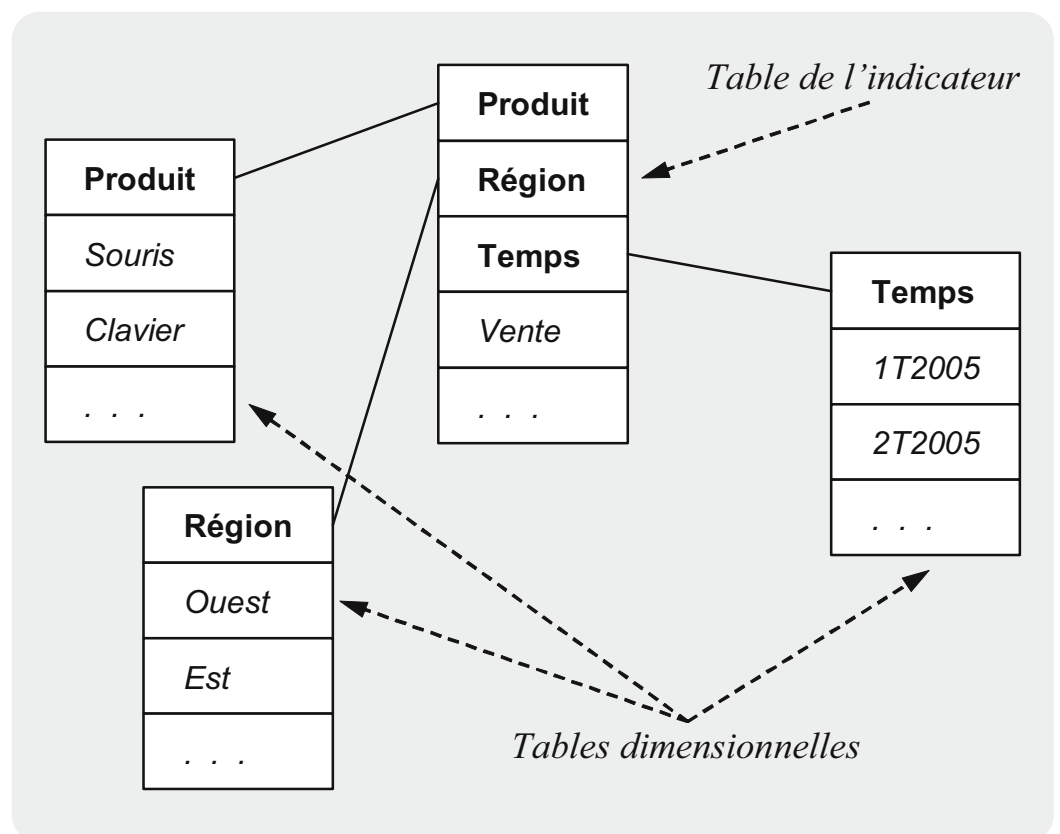 Table de l’indicateur
Produit
Région
Temps
Vente
. . .
Produit
Souris
Clavier
. . .
Temps
1T2005
2T2005
. . .
Région
Ouest
Est
. . .
Tables dimensionnelles